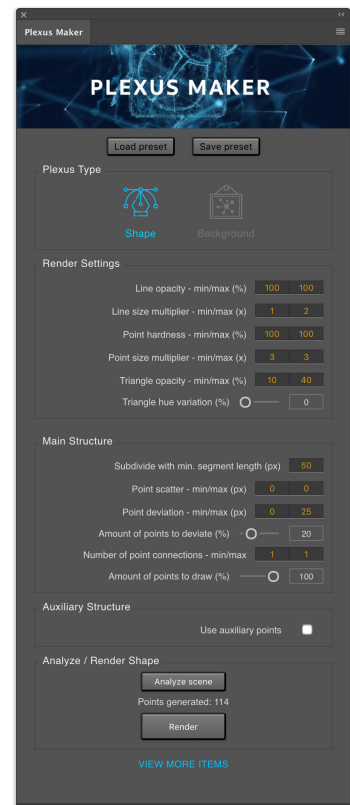 Plexus Maker
PLEXUS MAKER
Load preset Save preset
Plexus Type
Shape Background
Render Settings
Line opacity - min/max (%) 100 100
Line size multiplier - min/max (x) 1 2
Point hardness - min/max (%) 100 100
Point size multiplier - min/max (x) 3 3
Triangle opacity - min/max (%) 10 40
Triangle hue variation (%) 0
Main Structure
Subdivide with min. segment length (px) 50
Point scatter - min/max (px) 0 0
Point deviation - min/max (px) 0 25
Amount of points to deviate (%) 20
Number of point connections - min/max 1 1
Amount of points to draw (%) 100
Auxiliary Structure
Use auxiliary points
Analyze / Render Shape
Analyze scene
Points generated: 114
Render
VIEW MORE ITEMS